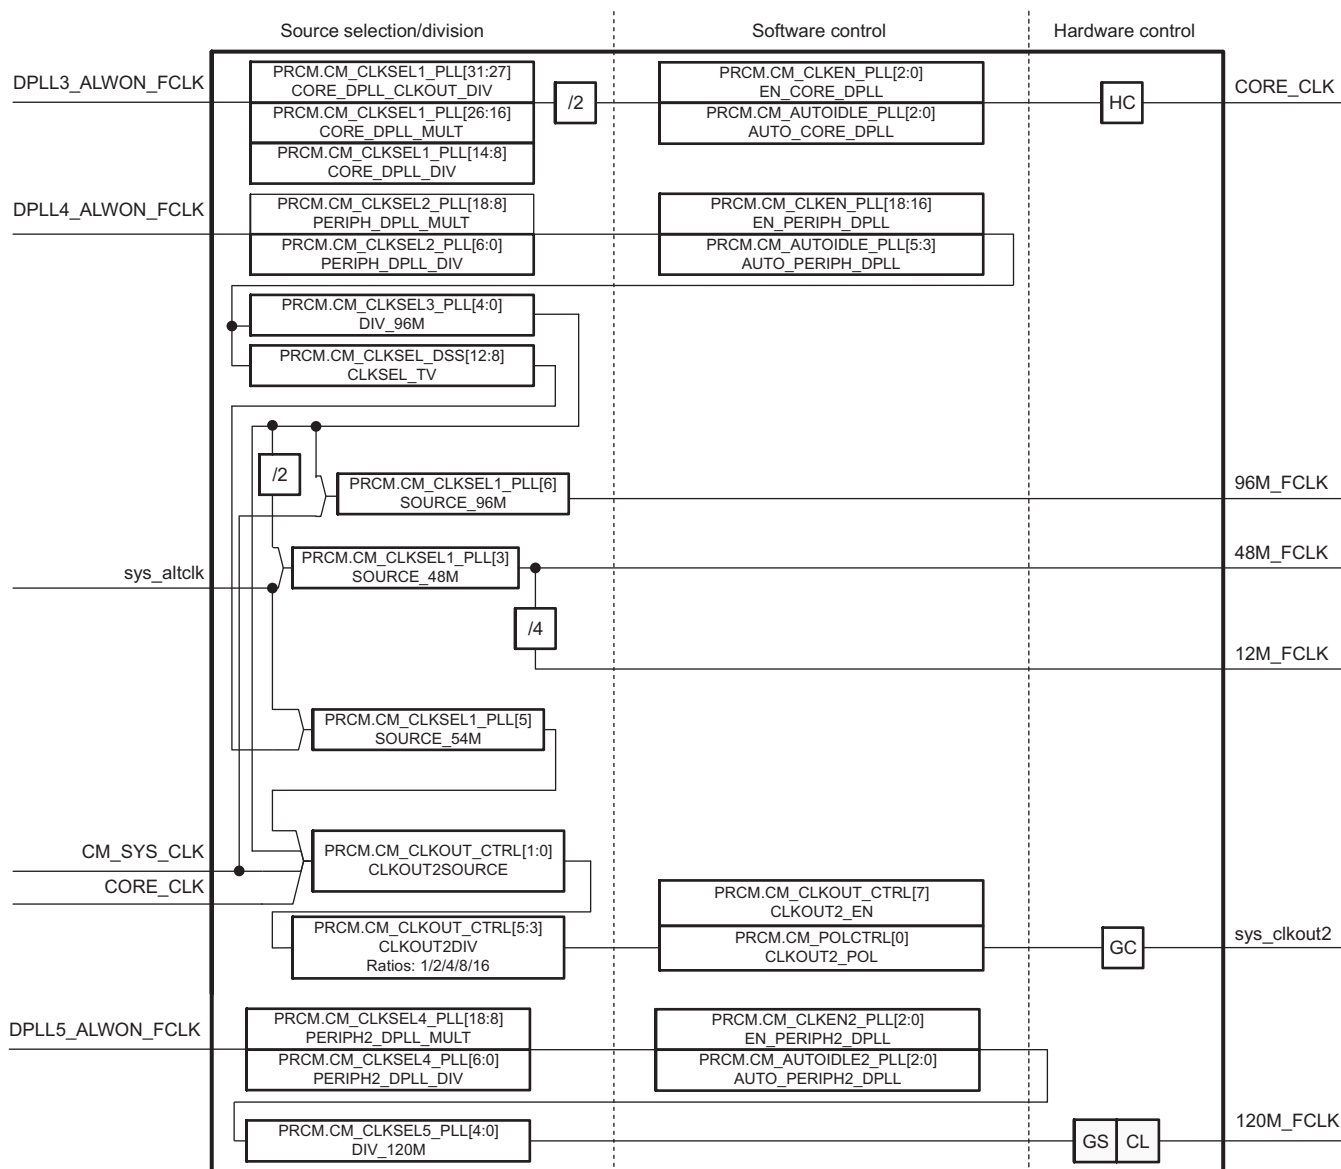 Source selection/division
Software control
Hardware control
DPLL3_ALWON_FCLK
PRCM.CM_CLKSEL1_PLL[31:27]
CORE_DPLL_CLKOUT_DIV
PRCM.CM_CLKSEL1_PLL[26:16]
CORE_DPLL_MULT
PRCM.CM_CLKSEL1_PLL[14:8]
CORE_DPLL_DIV
/2
PRCM.CM_CLKEN_PLL[2:0]
EN_CORE_DPLL
PRCM.CM_AUTOIDLE_PLL[2:0]
AUTO_CORE_DPLL
HC
CORE_CLK
DPLL4_ALWON_FCLK
PRCM.CM_CLKSEL2_PLL[18:8]
PERIPH_DPLL_MULT
PRCM.CM_CLKSEL2_PLL[6:0]
PERIPH_DPLL_DIV
PRCM.CM_CLKEN_PLL[18:16]
EN_PERIPH_DPLL
PRCM.CM_AUTOIDLE_PLL[5:3]
AUTO_PERIPH_DPLL
PRCM.CM_CLKSEL3_PLL[4:0]
DIV_96M
PRCM.CM_CLKSEL_DSS[12:8]
CLKSEL_TV
/2
PRCM.CM_CLKSEL1_PLL[6]
SOURCE_96M
96M_FCLK
sys_altclk
PRCM.CM_CLKSEL1_PLL[3]
SOURCE_48M
48M_FCLK
/4
12M_FCLK
PRCM.CM_CLKSEL1_PLL[5]
SOURCE_54M
CM_SYS_CLK
CORE_CLK
PRCM.CM_CLKOUT_CTRL[1:0]
CLKOUT2SOURCE
PRCM.CM_CLKOUT_CTRL[5:3]
CLKOUT2DIV
Ratios: 1/2/4/8/16
PRCM.CM_CLKOUT_CTRL[7]
CLKOUT2_EN
PRCM.CM_POLCTRL[0]
CLKOUT2_POL
GC
sys_clkout2
DPLL5_ALWON_FCLK
PRCM.CM_CLKSEL4_PLL[18:8]
PERIPH2_DPLL_MULT
PRCM.CM_CLKSEL4_PLL[6:0]
PERIPH2_DPLL_DIV
PRCM.CM_CLKEN2_PLL[2:0]
EN_PERIPH2_DPLL
PRCM.CM_AUTOIDLE2_PLL[2:0]
AUTO_PERIPH2_DPLL
PRCM.CM_CLKSEL5_PLL[4:0]
DIV_120M
GS CL
120M_FCLK